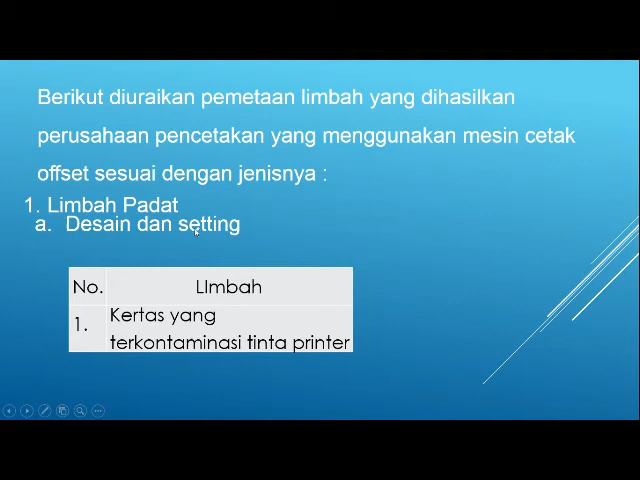 Berikut diuraikan pemetaan limbah yang dihasilkan
perusahaan pencetakan yang menggunakan mesin cetak
offset sesuai dengan jenisnya :
1. Limbah Padat
a. Desain dan setting
No. LImbah
1. Kertas yang
terkontaminasi tinta printer